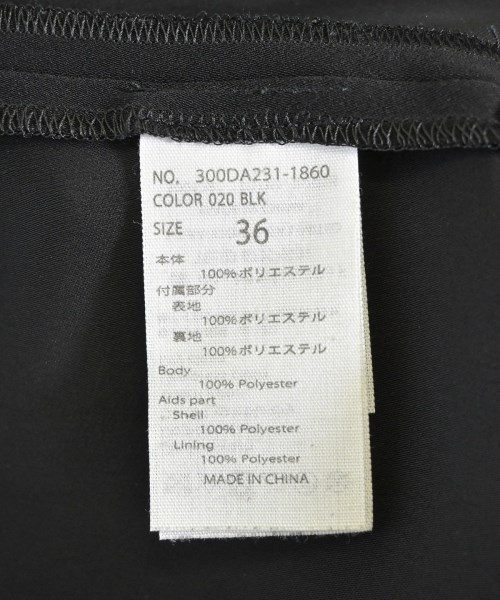 NO. 300DA231-1860
COLOR 020 BLK
SIZE 36
本体
100%ポリエステル
付属部分
表地
100%ポリエステル
裏地
100%ポリエステル
Body
100% Polyester
Aids part
Shell
100% Polyester
Lining
100% Polyester
MADE IN CHINA